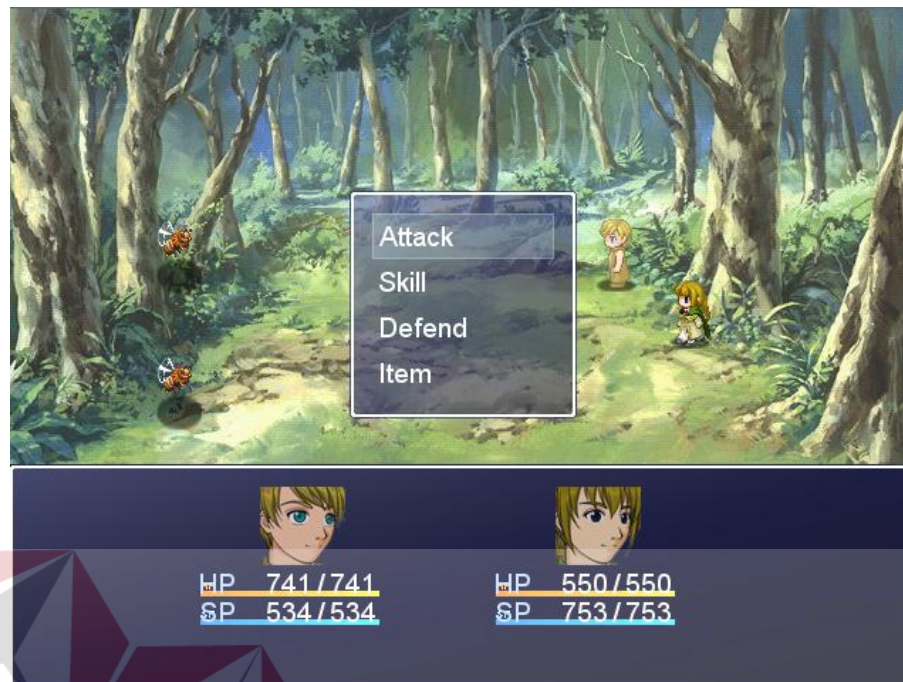 Attack
Skill
Defend
Item
HP 741/741 HP 550/550
SP 534/534 SP 753/753